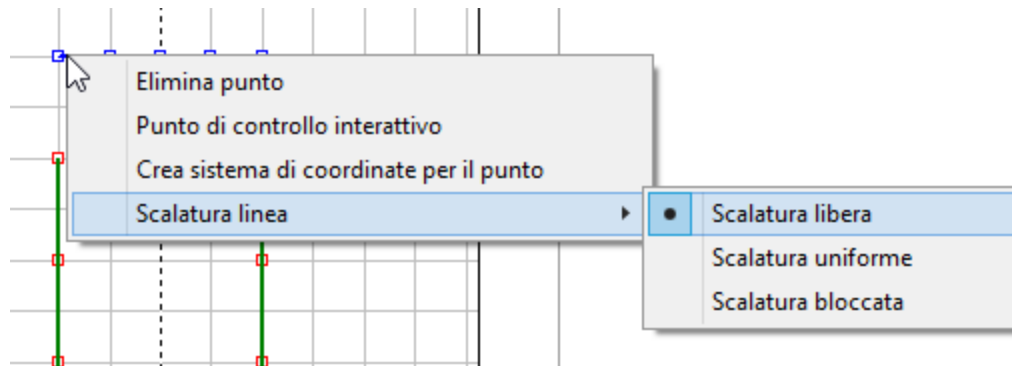 Elimina punto
Punto di controllo interattivo
Crea sistema di coordinate per il punto
Scalatura linea
Scalatura libera
Scalatura uniforme
Scalatura bloccata